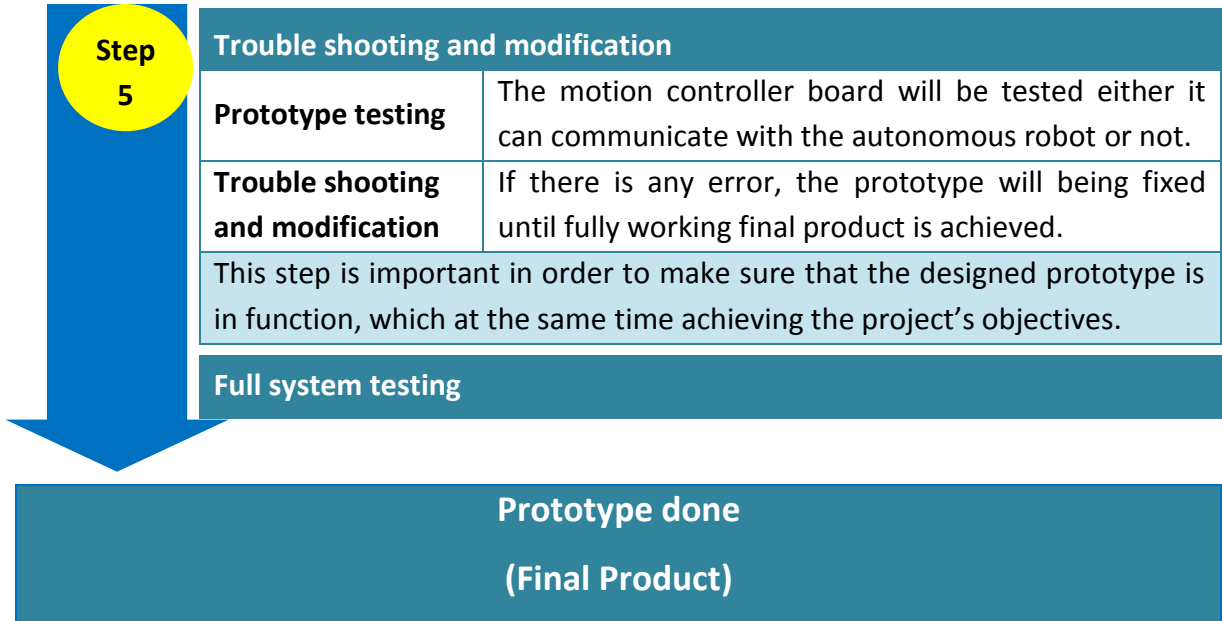 Step
5
Trouble shooting and modification
Prototype testing
The motion controller board will be tested either it
can communicate with the autonomous robot or not.
Trouble shooting
and modification
If there is any error, the prototype will being fixed
until fully working final product is achieved.
This step is important in order to make sure that the designed prototype is
in function, which at the same time achieving the project’s objectives.
Full system testing
Prototype done
(Final Product)